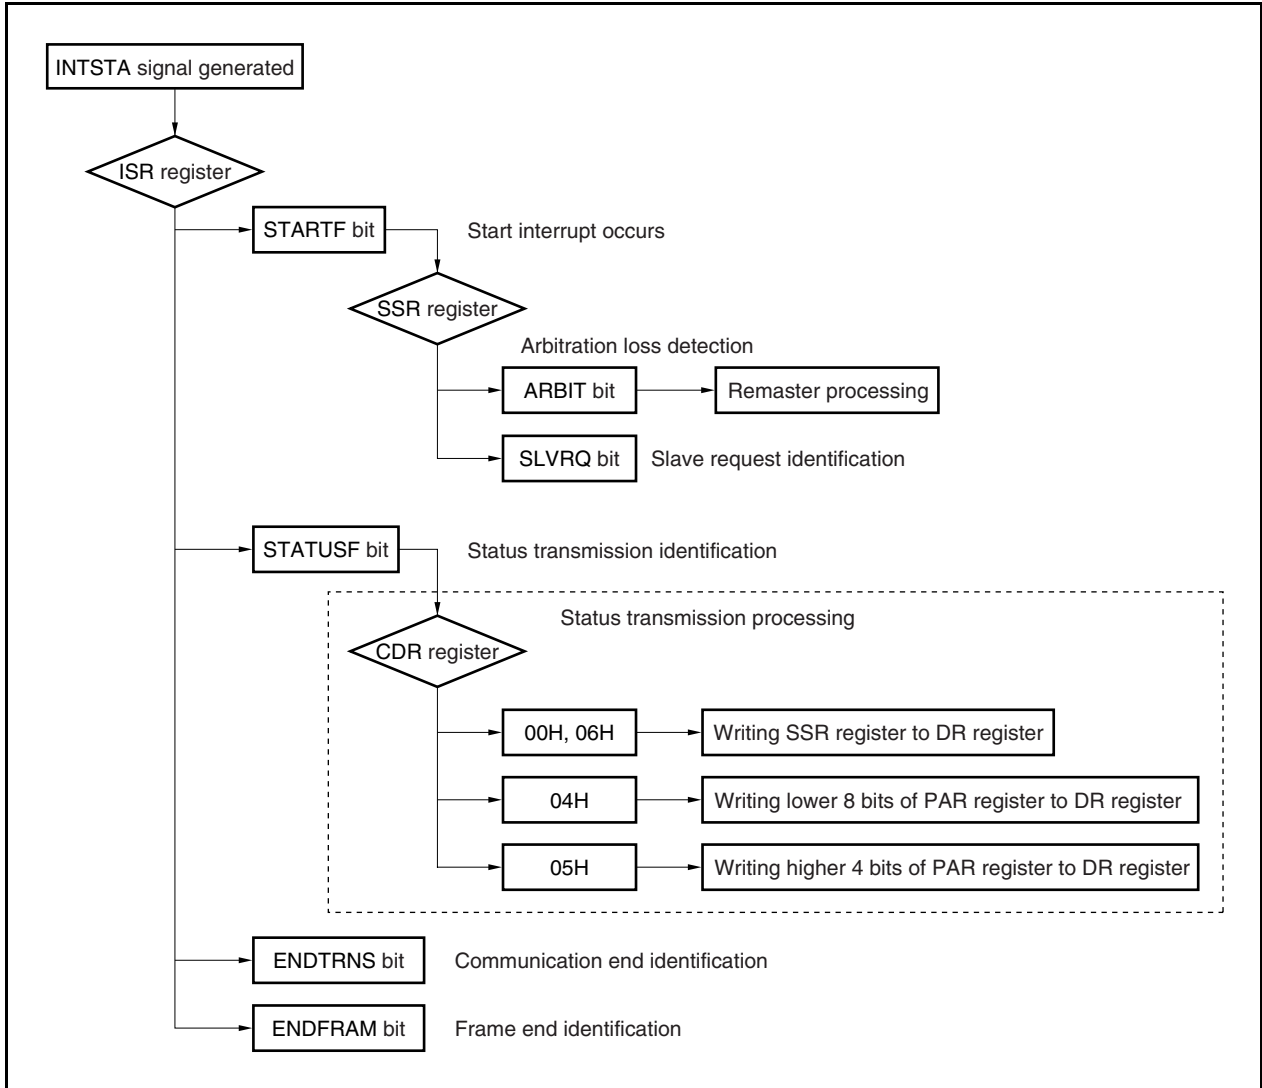 INTSTA signal generated
ISR register
STARTF bit
Start interrupt occurs
SSR register
Arbitration loss detection
ARBIT bit
Remaster processing
SLVRQ bit
Slave request identification
STATUSF bit
Status transmission identification
Status transmission processing
CDR register
00H, 06H
Writing SSR register to DR register
04H
Writing lower 8 bits of PAR register to DR register
05H
Writing higher 4 bits of PAR register to DR register
ENDTRNS bit
Communication end identification
ENDFRAM bit
Frame end identification